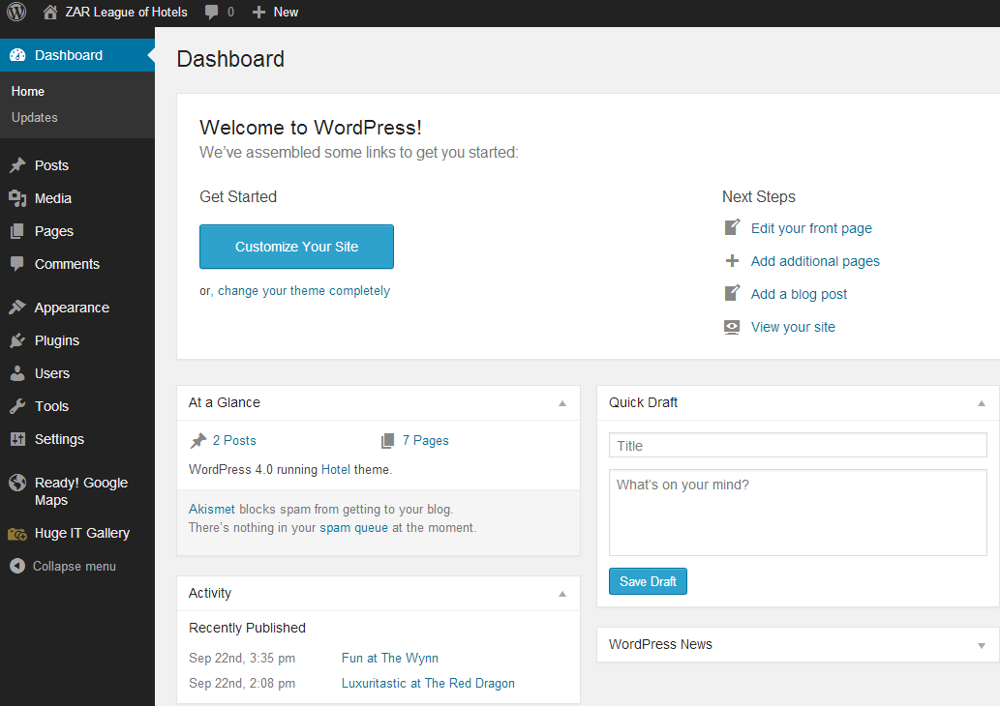 ZAR League of Hotels 0 New
Dashboard
Home
Updates
Posts
Media
Pages
Comments
Appearance
Plugins
Users
Tools
Settings
Ready! Google
Maps
Huge IT Gallery
Collapse menu
Dashboard
Welcome to WordPress!
We've assembled some links to get you started:
Get Started
Customize Your Site
or, change your theme completely
Next Steps
Edit your front page
Add additional pages
Add a blog post
View your site
At a Glance
2 Posts 7 Pages
WordPress 4.0 running Hotel theme.
Akismet blocks spam from getting to your blog.
There's nothing in your spam queue at the moment.
Activity
Recently Published
Sep 22nd, 3:35 pm Fun at The Wynn
Sep 22nd, 2:08 pm Luxuritastic at The Red Dragon
Quick Draft
Title
What's on your mind?
Save Draft
WordPress News